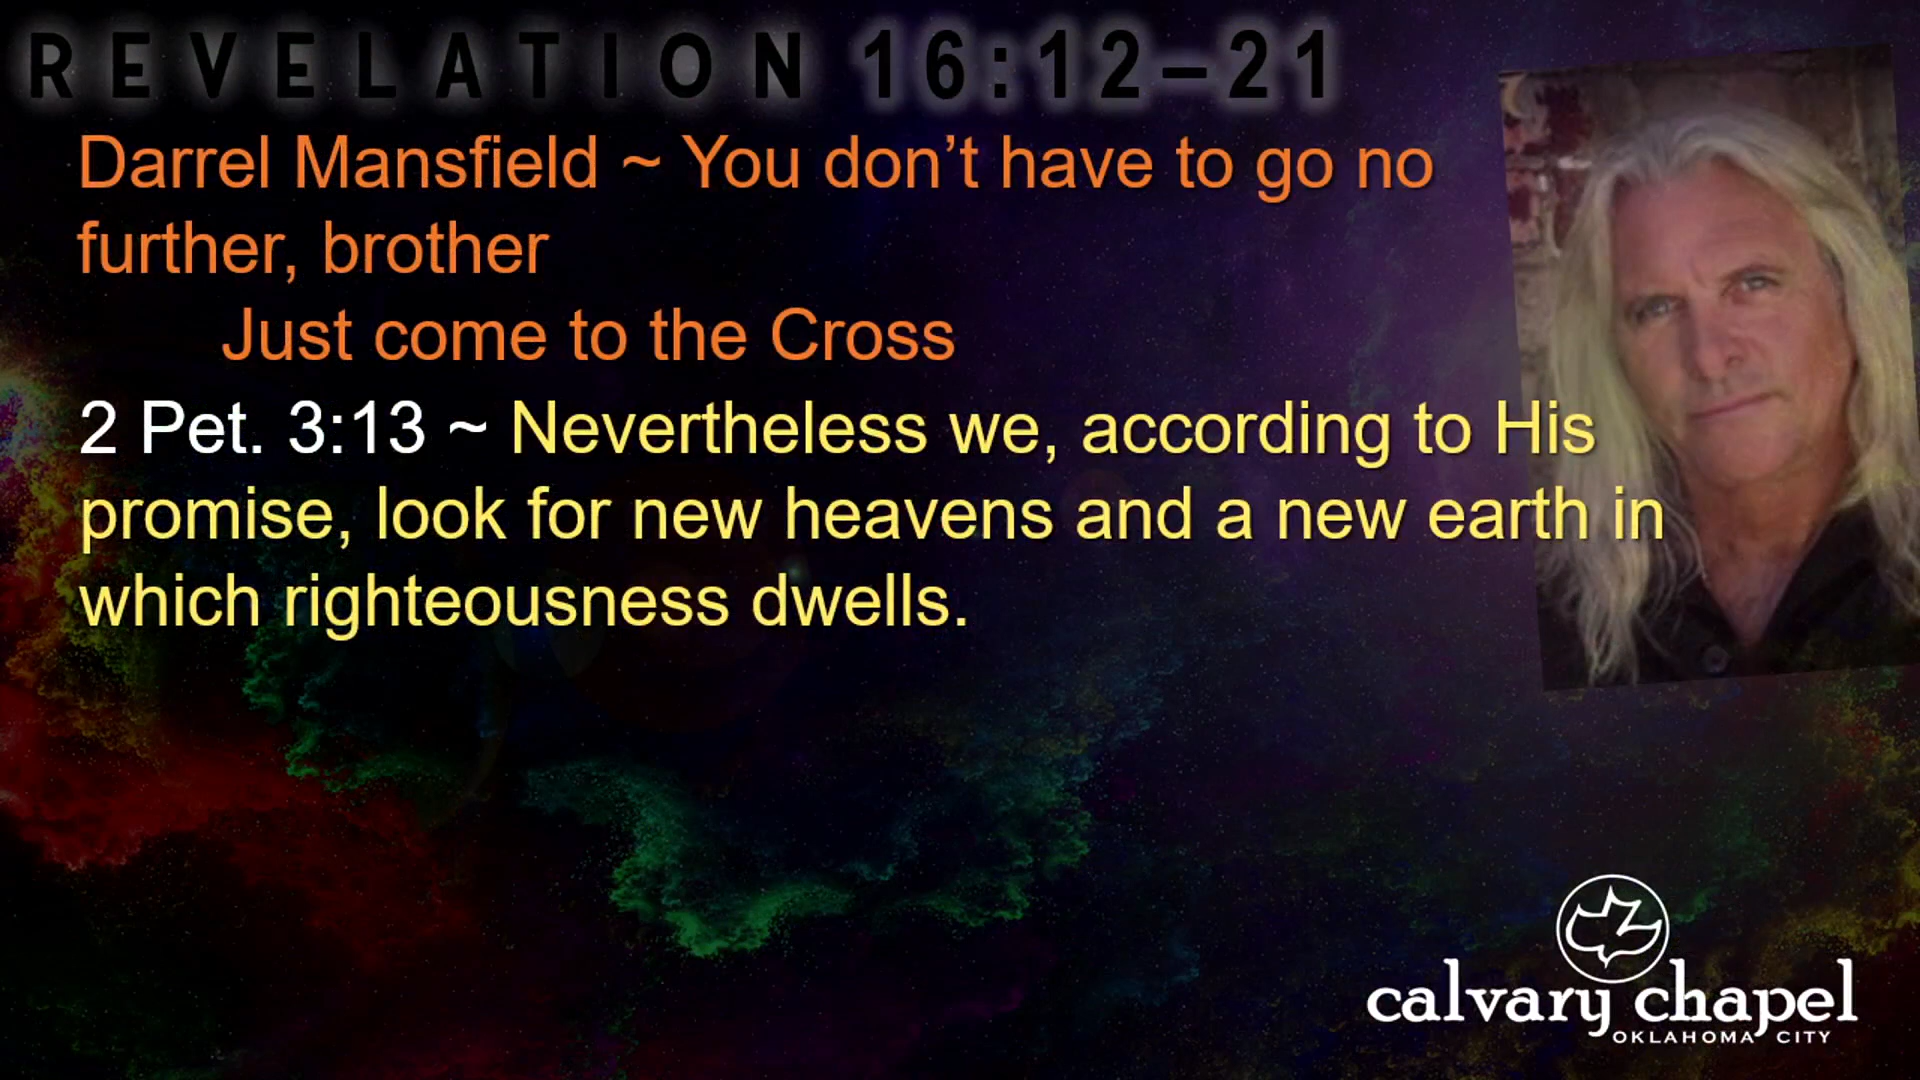 REVELATION 16:12–21
Darrel Mansfield ~ You don’t have to go no
further, brother
Just come to the Cross
2 Pet. 3:13 ~ Nevertheless we, according to His
promise, look for new heavens and a new earth in
which righteousness dwells.
calvary chapel
OKLAHOMA CITY